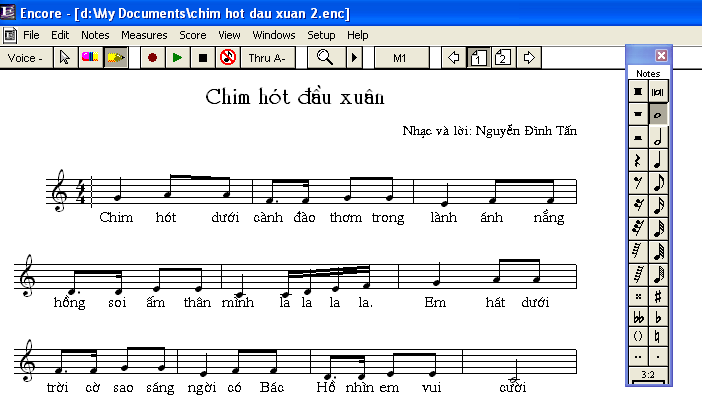 Encore - [d:\My Documents\chim hot dau xuan 2.enc]
File Edit Notes Measures Score View Windows Setup Help
Voice - Thru A- M1 1 2
Notes
Chim hót đầu xuân
Nhạc và lời: Nguyễn Đình Tấn
Chim hót dưới cành đào thơm trong lành ánh nắng
hồng soi ấm thân mình la la la la. Em hát dưới
trời cờ sao sáng ngời có Bác Hồ nhìn em vui cười
3:2